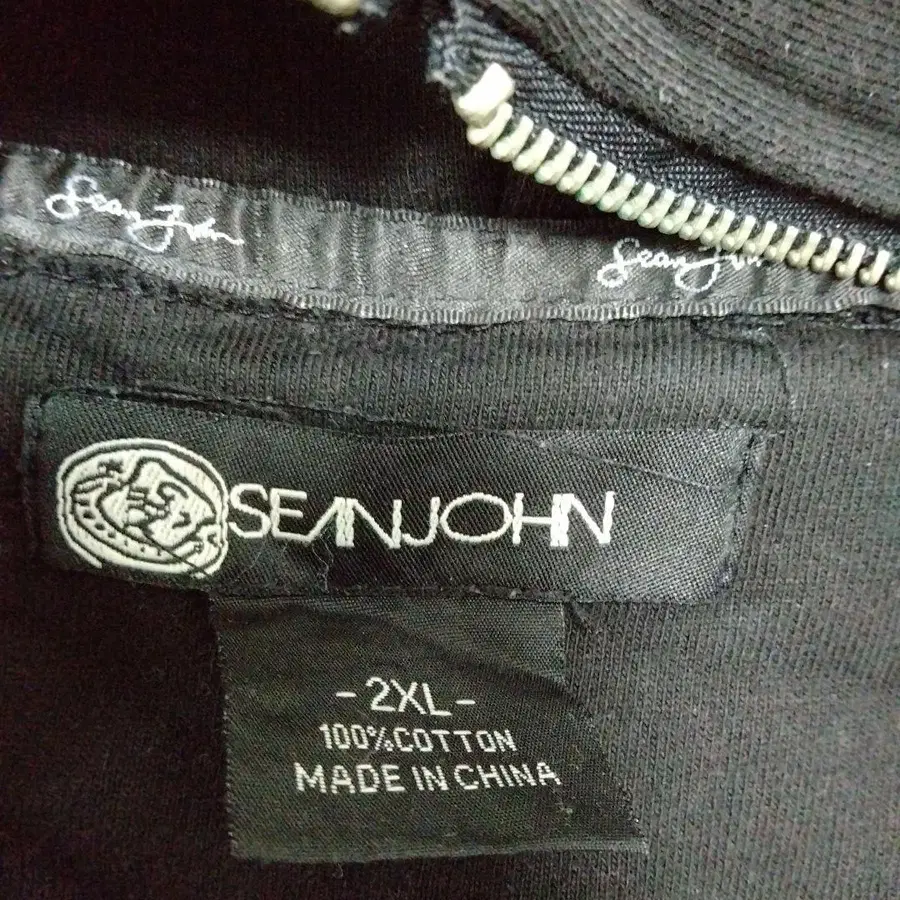 Sean John
Sean John
SEANJOHN
-2XL-
100%COTTON
MADE IN CHINA